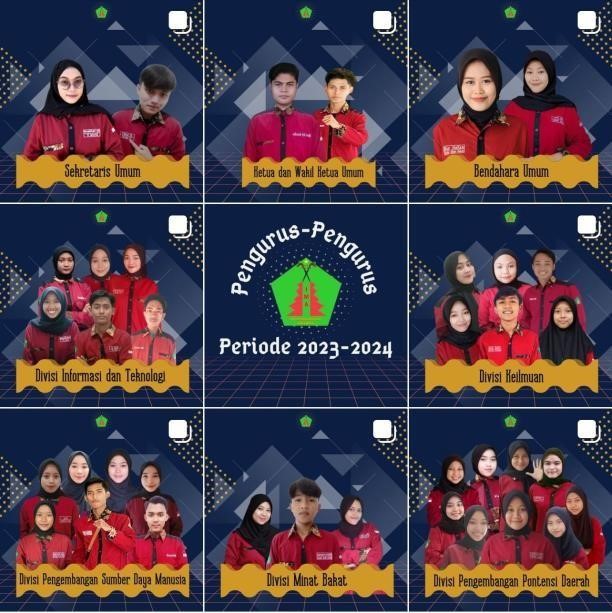 Sekretaris Umum
Ketua dan Wakil Ketua Umum
Bendahara Umum
Divisi Informasi dan Teknologi
Pengurus-Pengurus
Periode 2023-2024
Divisi Keilmuan
Divisi Pengembangan Sumber Daya Manusia
Divisi Minat Bakat
Divisi Pengembangan Pontensi Daerah